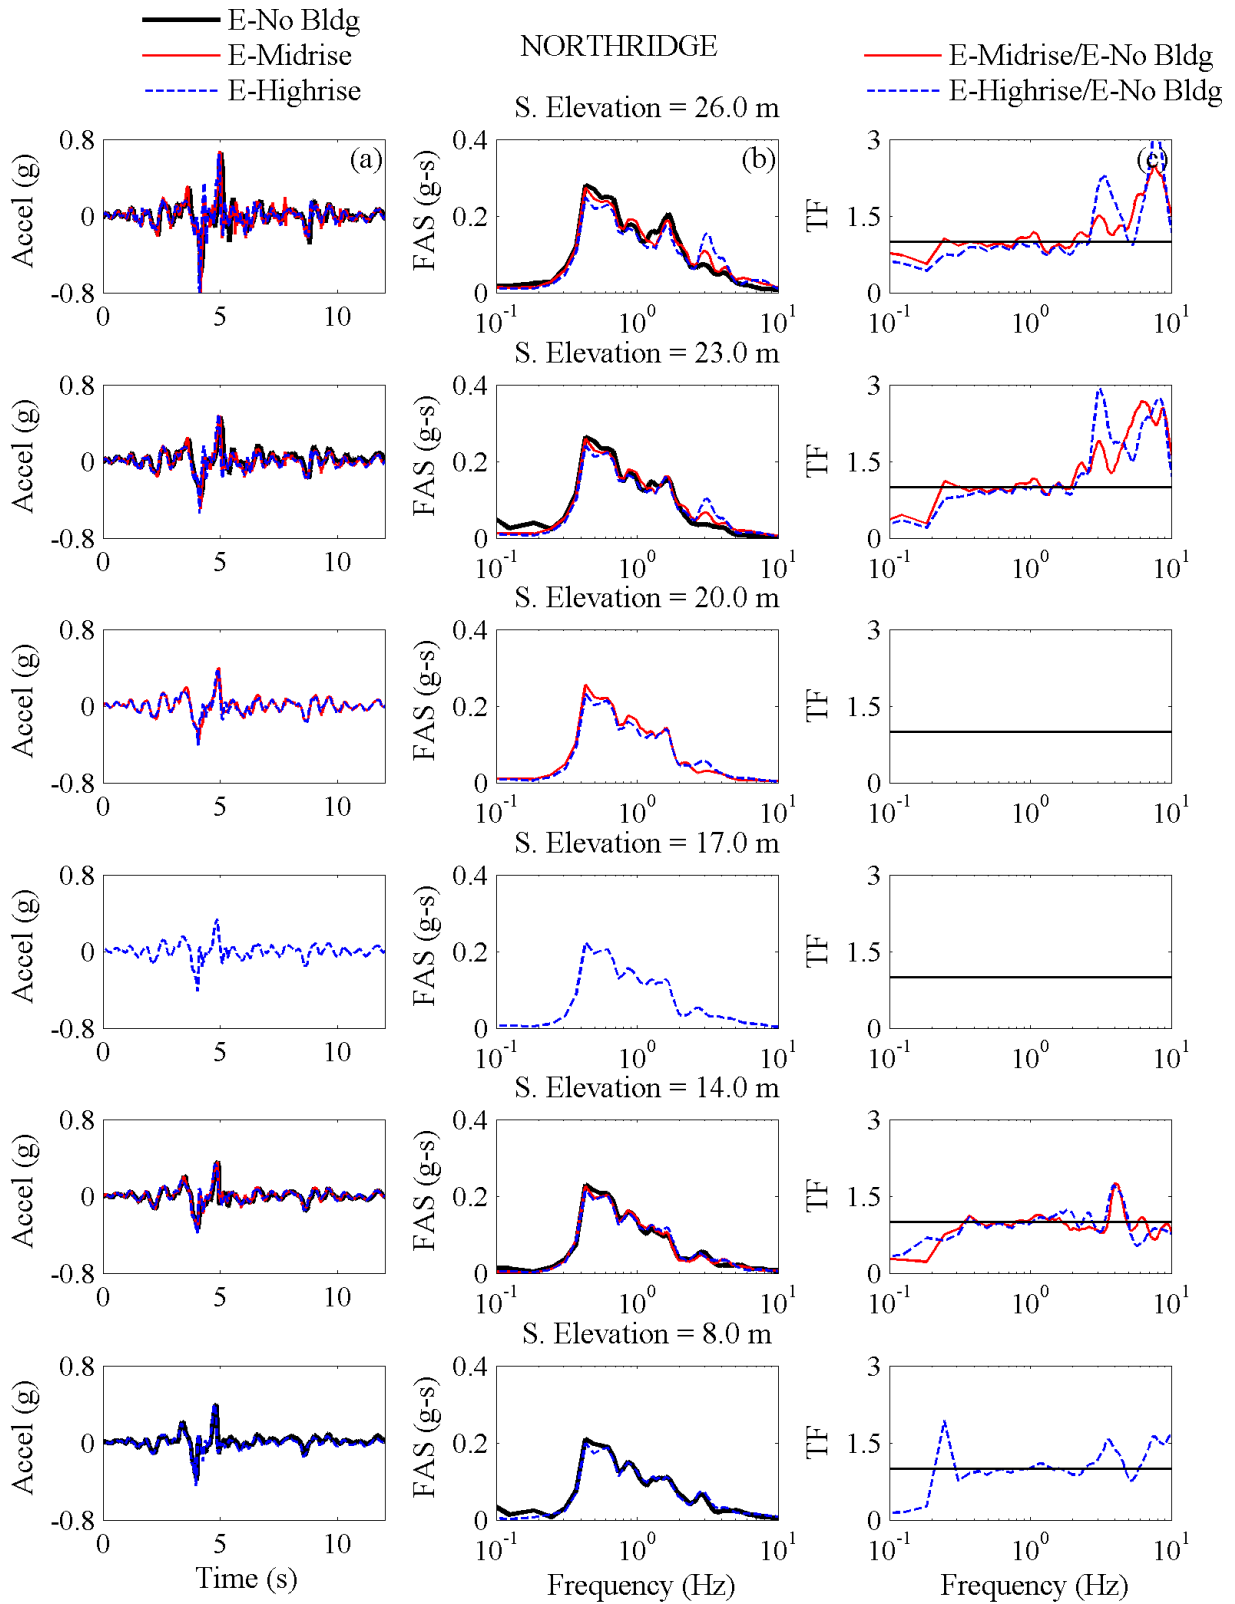 E-No Bldg
E-Midrise
E-Highrise
NORTHRIDGE
E-Midrise/E-No Bldg
E-Highrise/E-No Bldg
S. Elevation = 26.0 m
Accel (g) 0.8 0 -0.8 0 5 10 (a)
FAS (g-s) 0.4 0.2 0 10^-1 10^0 10^1 (b)
TF 3 1.5 0 10^-1 10^0 10^1 (c)
S. Elevation = 23.0 m
Accel (g) 0.8 0 -0.8 0 5 10
FAS (g-s) 0.4 0.2 0 10^-1 10^0 10^1
TF 3 1.5 0 10^-1 10^0 10^1
S. Elevation = 20.0 m
Accel (g) 0.8 0 -0.8 0 5 10
FAS (g-s) 0.4 0.2 0 10^-1 10^0 10^1
TF 3 1.5 0 10^-1 10^0 10^1
S. Elevation = 17.0 m
Accel (g) 0.8 0 -0.8 0 5 10
FAS (g-s) 0.4 0.2 0 10^-1 10^0 10^1
TF 3 1.5 0 10^-1 10^0 10^1
S. Elevation = 14.0 m
Accel (g) 0.8 0 -0.8 0 5 10
FAS (g-s) 0.4 0.2 0 10^-1 10^0 10^1
TF 3 1.5 0 10^-1 10^0 10^1
S. Elevation = 8.0 m
Accel (g) 0.8 0 -0.8 0 5 10
FAS (g-s) 0.4 0.2 0 10^-1 10^0 10^1
TF 3 1.5 0 10^-1 10^0 10^1
Time (s)
Frequency (Hz)
Frequency (Hz)